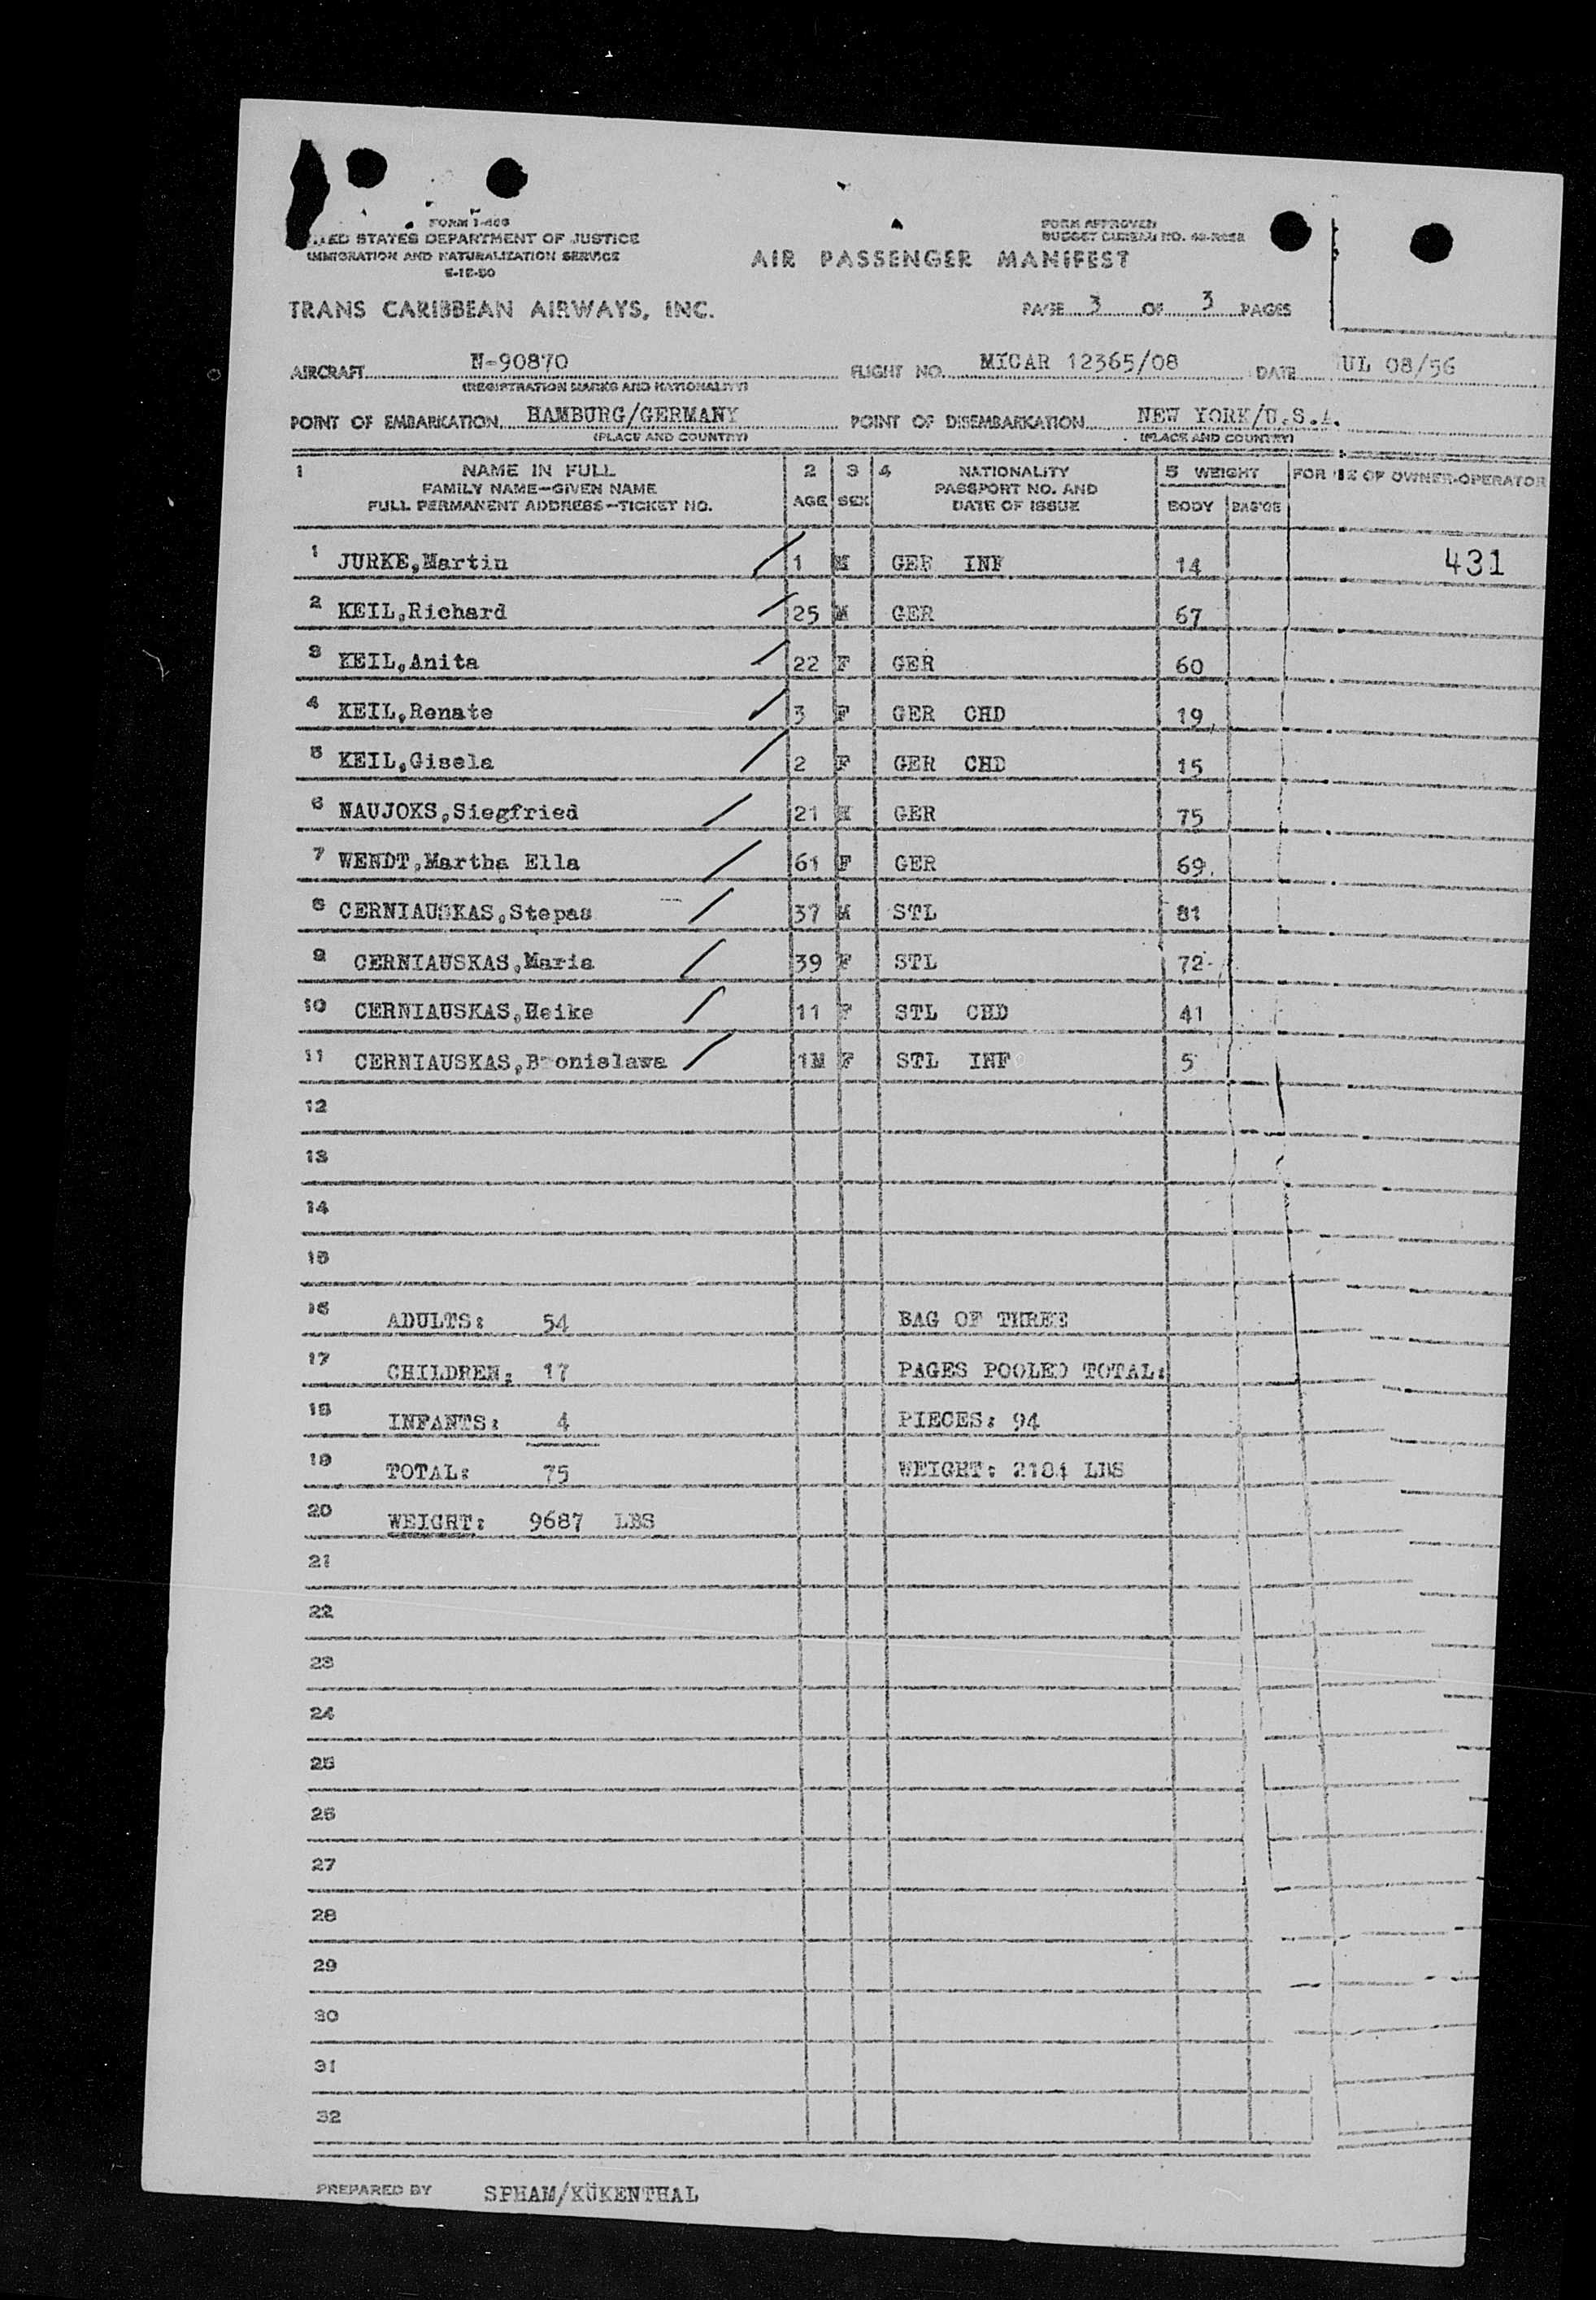 FORM I-466
STATES DEPARTMENT OF JUSTICE
IMMIGRATION AND NATURALIZATION SERVICE
FORM APPROVED
BUDGET BUREAU NO.
AIR PASSENGER MANIFEST
TRANS CARIBBEAN AIRWAYS, INC.
PAGE 3 OF 3 PAGES
AIRCRAFT N-90870 FLIGHT NO. MICAR 12365/08 DATE UL 08/56
(REGISTRATION MARKS AND NATIONALITY)
POINT OF EMBARKATION HAMBURG/GERMANY POINT OF DISEMBARKATION NEW YORK/U.S.A.
(PLACE AND COUNTRY) (PLACE AND COUNTRY)
1 NAME IN FULL 2 3 4 NATIONALITY 5 WEIGHT FOR SE OF OWNER-OPERATOR
FAMILY NAME—GIVEN NAME PASSPORT NO. AND
FULL PERMANENT ADDRESS—TICKET NO. AGE SEX DATE OF ISSUE BODY BAG'GE
1 JURKE,Martin 1 M GER INF 14 431
2 KEIL,Richard 25 M GER 67
3 KEIL,Anita 22 F GER 60
4 KEIL,Renate 3 F GER CHD 19
5 KEIL,Gisela 2 F GER CHD 15
6 NAUJOKS,Siegfried 21 M GER 75
7 WENDT,Martha Ella 61 F GER 69
8 CERNIAUSKAS,Stepas 37 M STL 81
9 CERNIAUSKAS,Maria 39 F STL 72
10 CERNIAUSKAS,Heike 11 F STL CHD 41
11 CERNIAUSKAS,Bronislawa 1M F STL INF 5
12
13
14
15
16 ADULTS: 54 BAG OF THREE
17 CHILDREN: 17 PAGES POOLED TOTAL:
18 INFANTS: 4 PIECES: 94
19 TOTAL: 75 WEIGHT: 2184 LBS
20 WEIGHT: 9687 LBS
21
22
23
24
25
26
27
28
29
30
31
32
PREPARED BY SPHAM/KÜKENTHAL